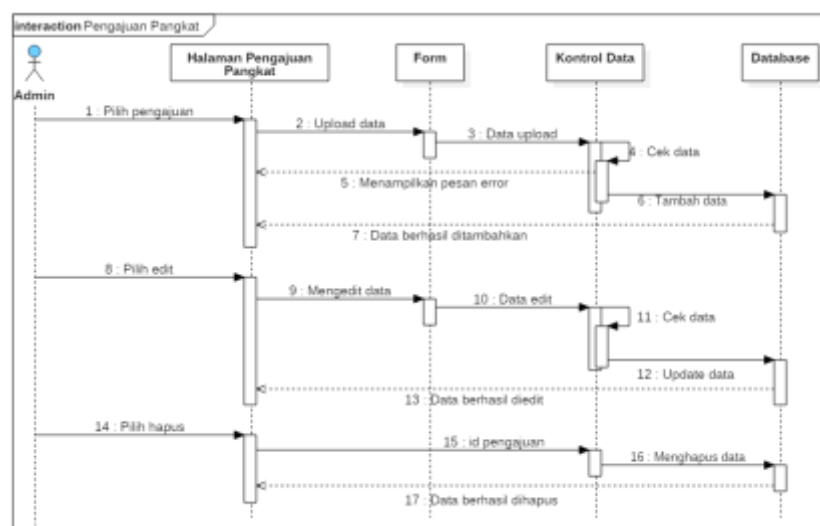 interaction Pengajuan Pangkat
Admin
Halaman Pengajuan
Pangkat
Form
Kontrol Data
Database
1 : Pilih pengajuan
2 : Upload data
3 : Data upload
4 : Cek data
5 : Menampilkan pesan error
6 : Tambah data
7 : Data berhasil ditambahkan
8 : Pilih edit
9 : Mengedit data
10 : Data edit
11 : Cek data
12 : Update data
13 : Data berhasil diedit
14 : Pilih hapus
15 : id pengajuan
16 : Menghapus data
17 : Data berhasil dihapus